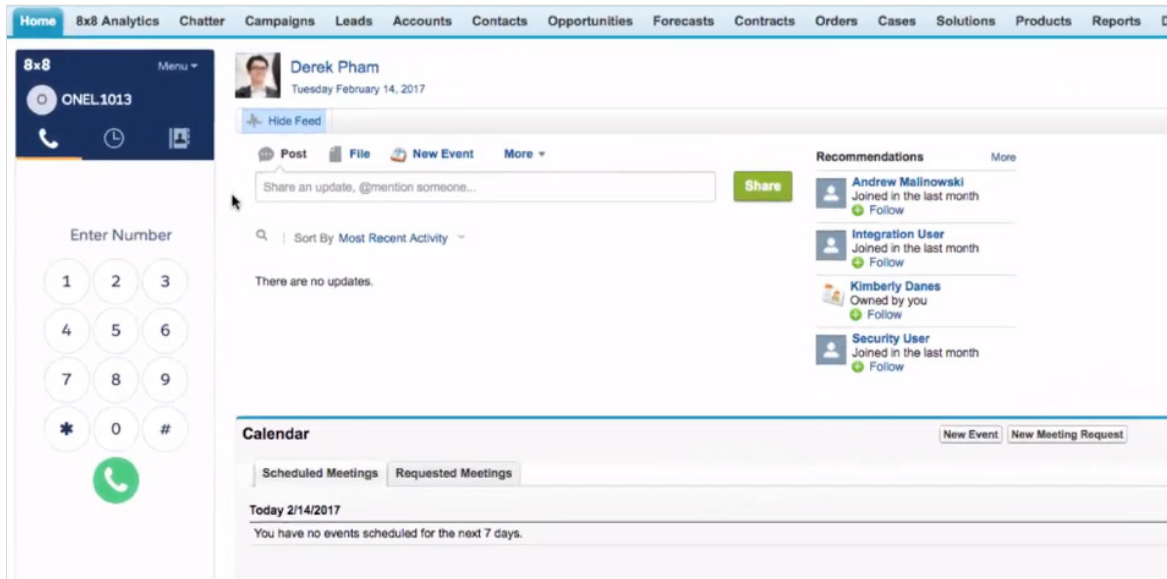 Home 8x8 Analytics Chatter Campaigns Leads Accounts Contacts Opportunities Forecasts Contracts Orders Cases Solutions Products Reports
8x8 Menu
O ONEL1013
Enter Number
1 2 3
4 5 6
7 8 9
* 0 #
Derek Pham
Tuesday February 14, 2017
Hide Feed
Post File New Event More
Share an update, @mention someone... Share
Sort By Most Recent Activity
There are no updates.
Recommendations More
Andrew Malinowski
Joined in the last month
Follow
Integration User
Joined in the last month
Follow
Kimberly Danes
Owned by you
Follow
Security User
Joined in the last month
Follow
Calendar New Event New Meeting Request
Scheduled Meetings Requested Meetings
Today 2/14/2017
You have no events scheduled for the next 7 days.